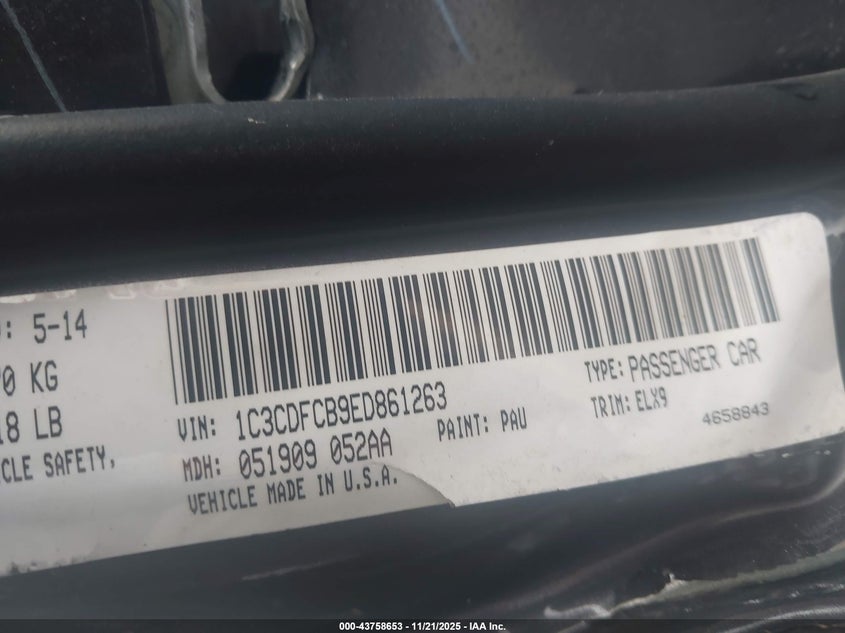 : 5-14
0 KG
18 LB
CLE SAFETY,
VIN: 1C3CDFCB9ED861263
MDH: 051909 052AA
VEHICLE MADE IN U.S.A.
PAINT: PAU
TYPE: PASSENGER CAR
TRIM: ELX9
4658843
000-43758653 - 11/21/2025 - IAA Inc.